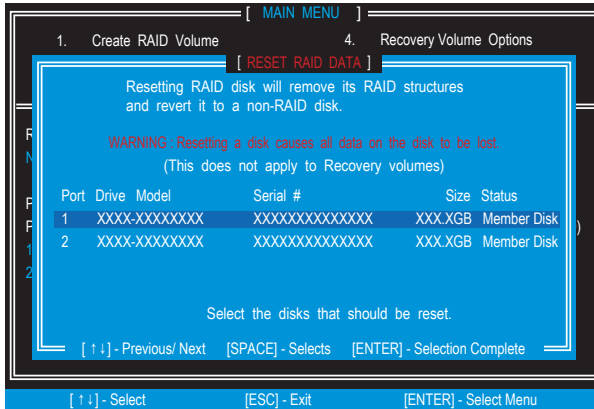 [ MAIN MENU ]
1. Create RAID Volume 4. Recovery Volume Options
[ RESET RAID DATA ]
Resetting RAID disk will remove its RAID structures
and revert it to a non-RAID disk.
WARNING : Resetting a disk causes all data on the disk to be lost.
(This does not apply to Recovery volumes)
Port Drive Model Serial # Size Status
1 XXXX-XXXXXXXX XXXXXXXXXXXXXX XXX.XGB Member Disk
2 XXXX-XXXXXXXX XXXXXXXXXXXXXX XXX.XGB Member Disk
Select the disks that should be reset.
[ ↑↓] - Previous/ Next [SPACE] - Selects [ENTER] - Selection Complete
[ ↑↓] - Select [ESC] - Exit [ENTER] - Select Menu